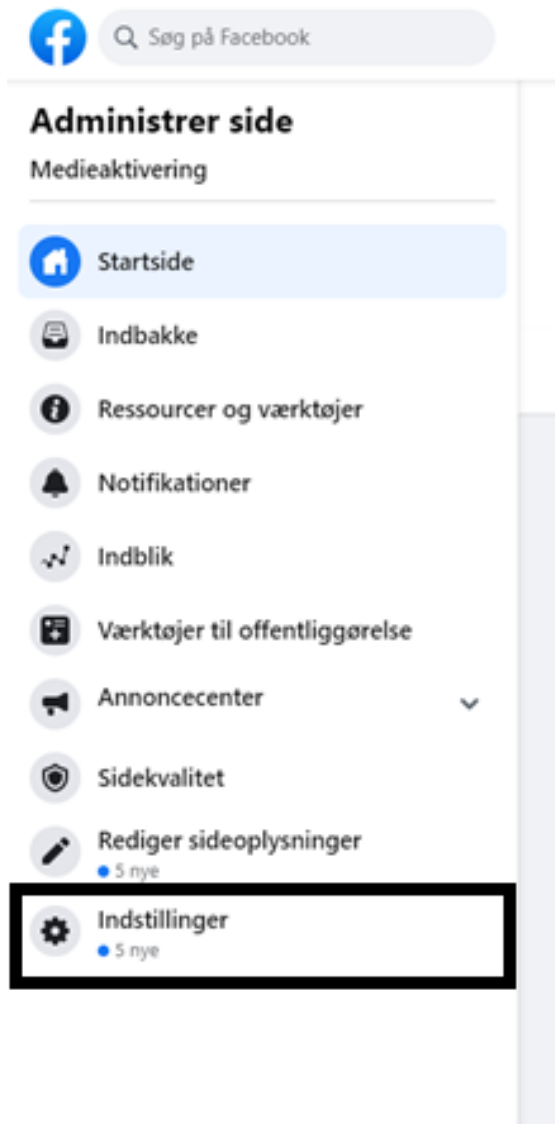 Søg på Facebook
Administrer side
Medieaktivering
Startside
Indbakke
Ressourcer og værktøjer
Notifikationer
Indblik
Værktøjer til offentliggørelse
Annoncecenter
Sidekvalitet
Rediger sideoplysninger
5 nye
Indstillinger
5 nye